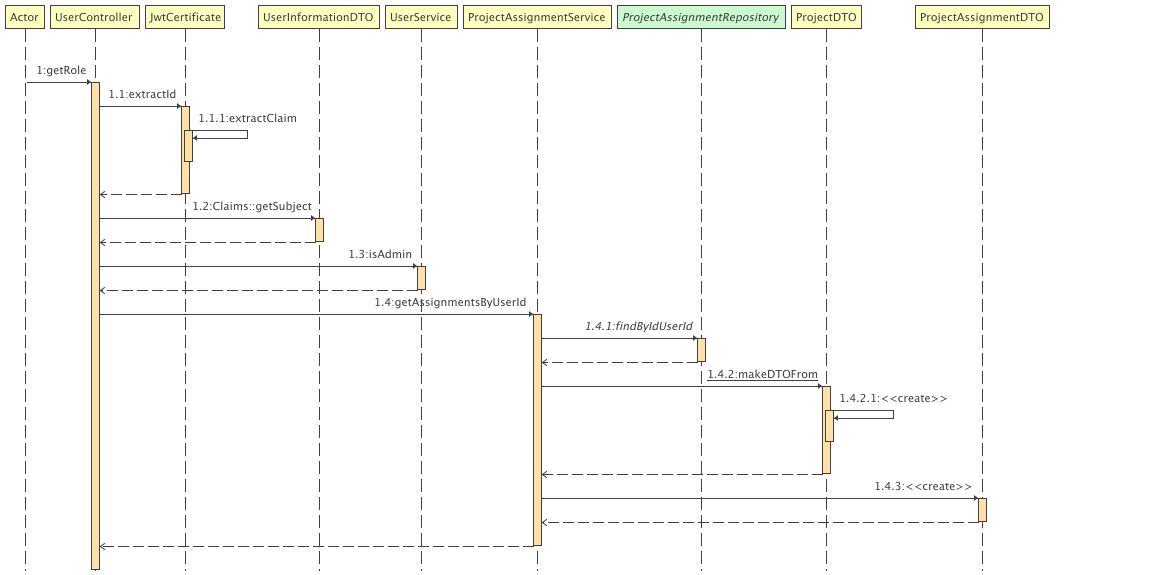 Actor
UserController
JwtCertificate
UserInformationDTO
UserService
ProjectAssignmentService
ProjectAssignmentRepository
ProjectDTO
ProjectAssignmentDTO
1:getRole
1.1:extractId
1.1.1:extractClaim
1.2:Claims::getSubject
1.3:isAdmin
1.4:getAssignmentsByUserId
1.4.1:findByIdUserId
1.4.2:makeDTOFrom
1.4.2.1:<<create>>
1.4.3:<<create>>